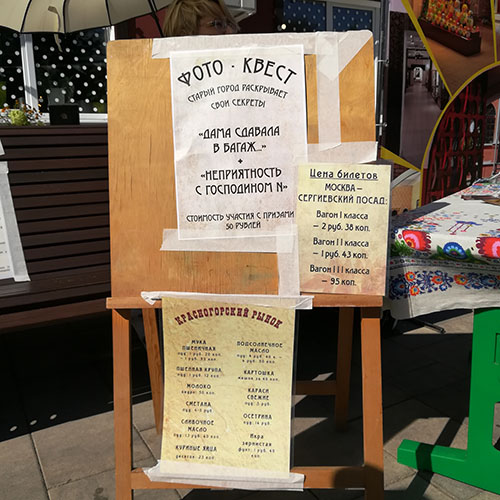 ФОТО · КВЕСТ
СТАРЫЙ ГОРОД РАСКРЫВАЕТ
СВОИ СЕКРЕТЫ
«ДАМА СДАВАЛА
В БАГАЖ...»
+
«НЕПРИЯТНОСТЬ
С ГОСПОДИНОМ N»
СТОИМОСТЬ УЧАСТИЯ С ПРИЗАМИ
50 РУБЛЕЙ
Цена билетов
МОСКВА –
СЕРГИЕВСКИЙ ПОСАД:
Вагон I класса
– 2 руб. 38 коп.
Вагон I I класса
– 1 руб. 43 коп.
Вагон I I I класса
– 95 коп.
КРАСНОГОРСКИЙ РЫНОК
МУКА
ПШЕНИЧНАЯ
ПШЕННАЯ КРУПА
МОЛОКО
СМЕТАНА
СЛИВОЧНОЕ
МАСЛО
КУРИНЫЕ ЯЙЦА
ПОДСОЛНЕЧНОЕ
МАСЛО
КАРТОШКА
КАРАСИ
СВЕЖИЕ
ОСЕТРИНА
Икра
зернистая